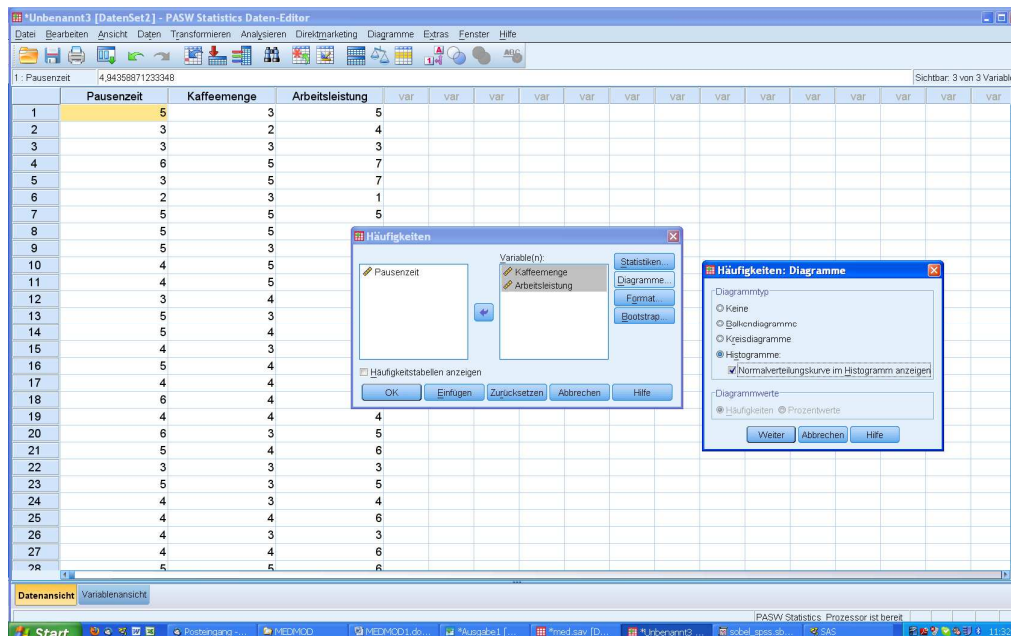 *Unbenannt3 [DatenSet2] - PASW Statistics Daten-Editor
Datei Bearbeiten Ansicht Daten Transformieren Analysieren Direktmarketing Diagramme Extras Fenster Hilfe
1 : Pausenzeit 4,94358871233348 Sichtbar: 3 von 3 Variable
Pausenzeit Kaffeemenge Arbeitsleistung var var var var var var var var var var var var var var
1 5 3 5
2 3 2 4
3 3 3 3
4 6 5 7
5 3 5 7
6 2 3 1
7 5 5 5
8 5 5
9 5 3
10 4 5
11 4 5
12 3 4
13 5 3
14 5 4
15 4 3
16 5 4
17 4 4
18 6 4
19 4 4 4
20 6 3 5
21 5 4 6
22 3 3 3
23 5 3 5
24 4 3 4
25 4 4 6
26 4 3 3
27 4 4 6
28 5 5 6
Häufigkeiten
Variable(n):
Pausenzeit
Kaffeemenge
Arbeitsleistung
Statistiken...
Diagramme...
Format...
Bootstrap...
Häufigkeitstabellen anzeigen
OK Einfügen Zurücksetzen Abbrechen Hilfe
Häufigkeiten: Diagramme
Diagrammtyp
Keine
Balkendiagramme
Kreisdiagramme
Histogramme:
Normalverteilungskurve im Histogramm anzeigen
Diagrammwerte
Häufigkeiten Prozentwerte
Weiter Abbrechen Hilfe
Datenansicht Variablenansicht
PASW Statistics Prozessor ist bereit
Start Posteingang -... MEDMOD MEDMOD1.do... *Ausgabe1 [... *med.sav [D... *Unbenannt3 ... sobel_spss.sb... SAS 11:32